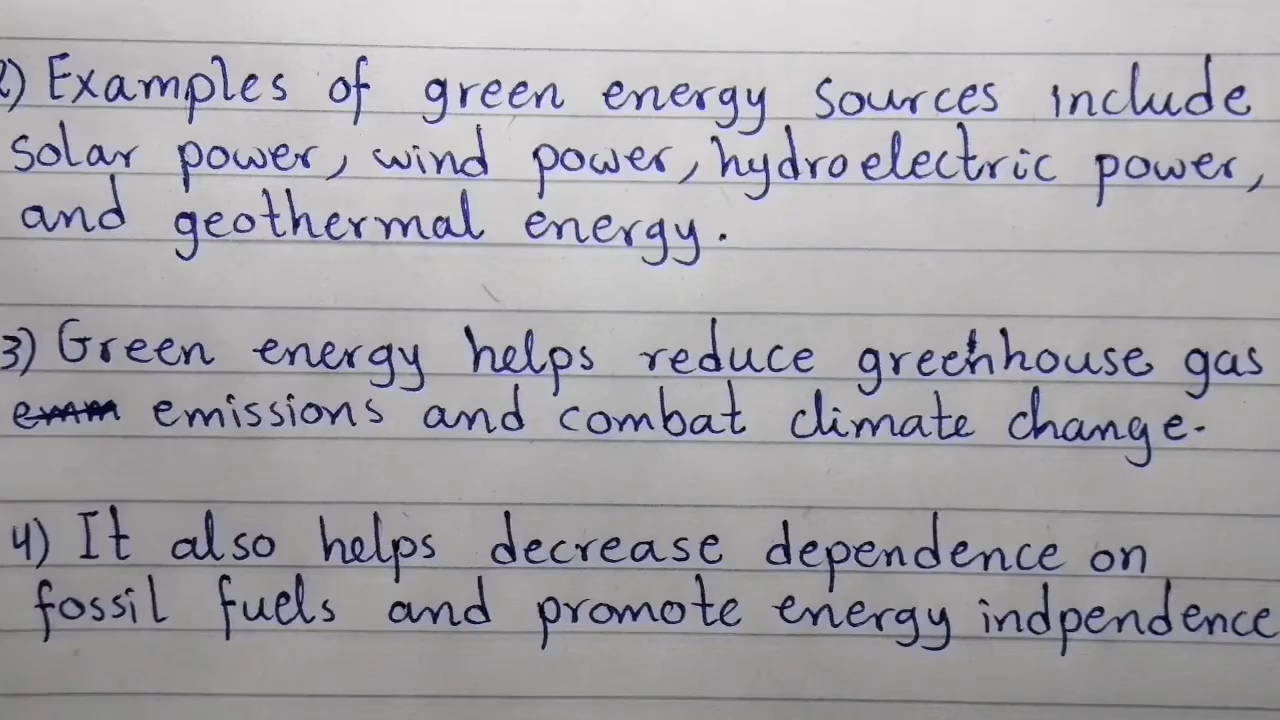 2) Examples of green energy sources include
solar power, wind power, hydroelectric power,
and geothermal energy.
3) Green energy helps reduce greenhouse gas
emissions and combat climate change.
4) It also helps decrease dependence on
fossil fuels and promote energy indpendence